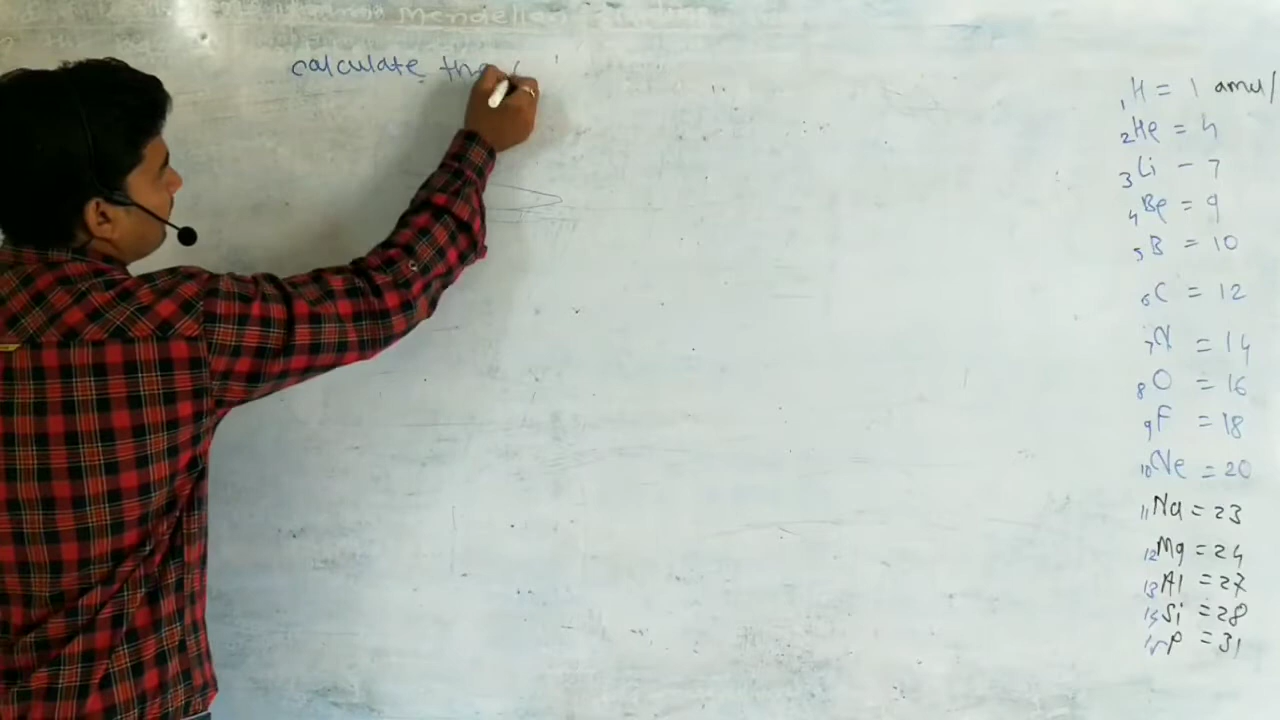 Mendeleev
calculate the
1H = 1 amu/
2He = 4
3Li - 7
4Be = 9
5B = 10
6C = 12
7N = 14
8O = 16
9F = 18
10Ne = 20
11Na = 23
12Mg = 24
13Al = 27
14Si = 28
15P = 31